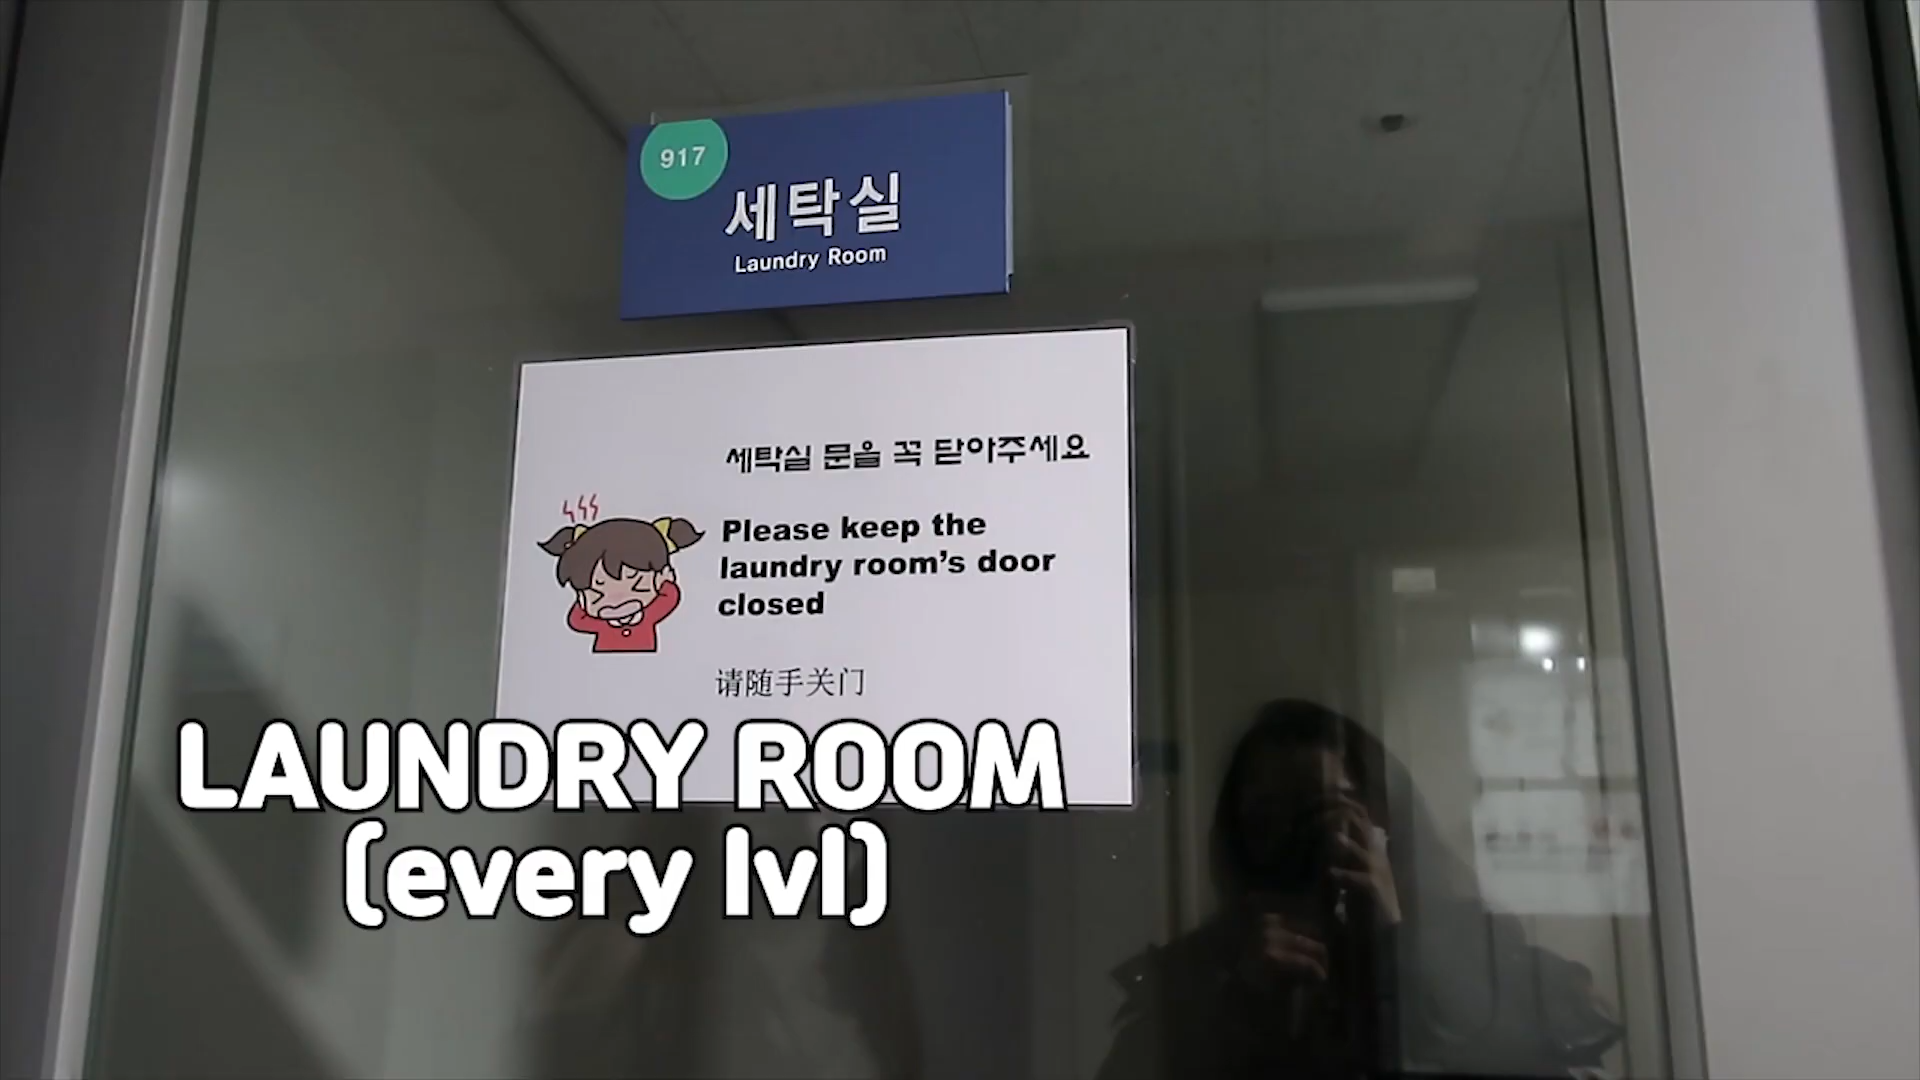 917
세탁실
Laundry Room
세탁실 문을 꼭 닫아주세요
Please keep the
laundry room's door
closed
请随手关门
LAUNDRY ROOM
(every lvl)